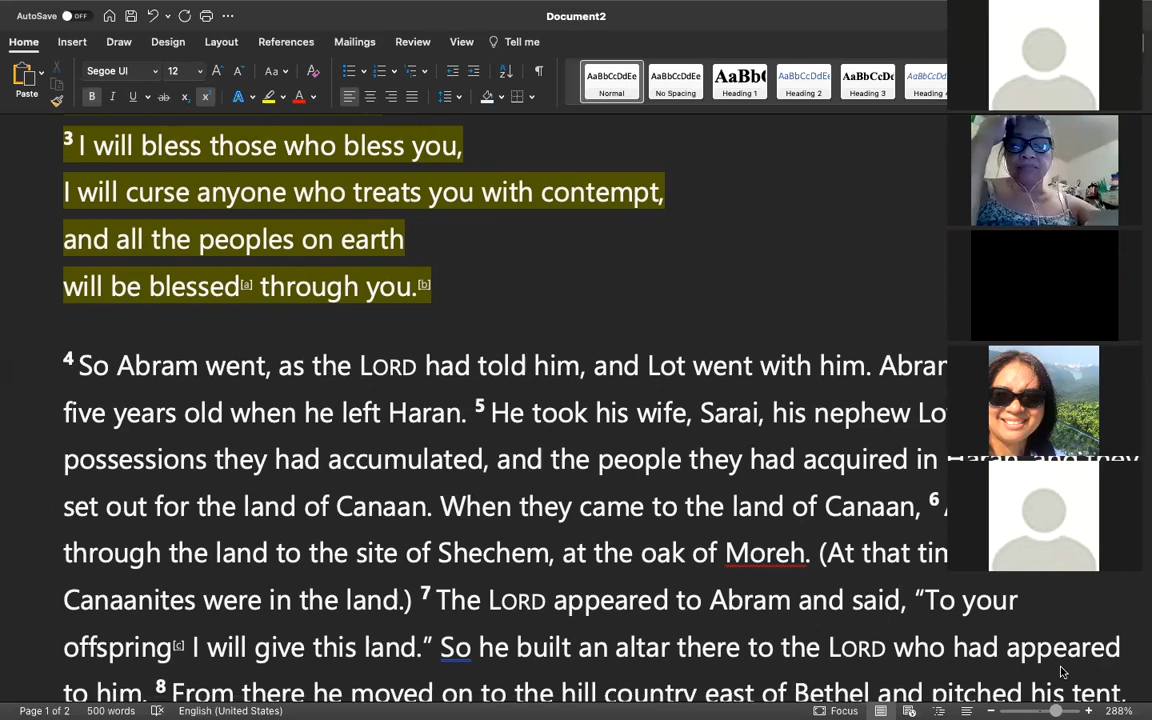 AutoSave OFF Document2
Home Insert Draw Design Layout References Mailings Review View Tell me
Paste Segoe UI 12 AaBbCcDdEe Normal AaBbCcDdEe No Spacing Heading 1 AaBbCcDdEe Heading 2 Heading 3 Heading
3 I will bless those who bless you,
I will curse anyone who treats you with contempt,
and all the peoples on earth
will be blessed[a] through you.[b]
4 So Abram went, as the LORD had told him, and Lot went with him.
five years old when he left Haran. 5 He took his wife, Sarai, his nephew
possessions they had accumulated, and the people they had acquired in Haran, and they
set out for the land of Canaan. When they came to the land of Canaan, 6
through the land to the site of Shechem, at the oak of Moreh. (At that
Canaanites were in the land.) 7 The LORD appeared to Abram and said, “To your
offspring[c] I will give this land.” So he built an altar there to the LORD who had appeared
to him. 8 From there he moved on to the hill country east of Bethel and pitched his tent,
Page 1 of 2 500 words English (United States) Focus 288%